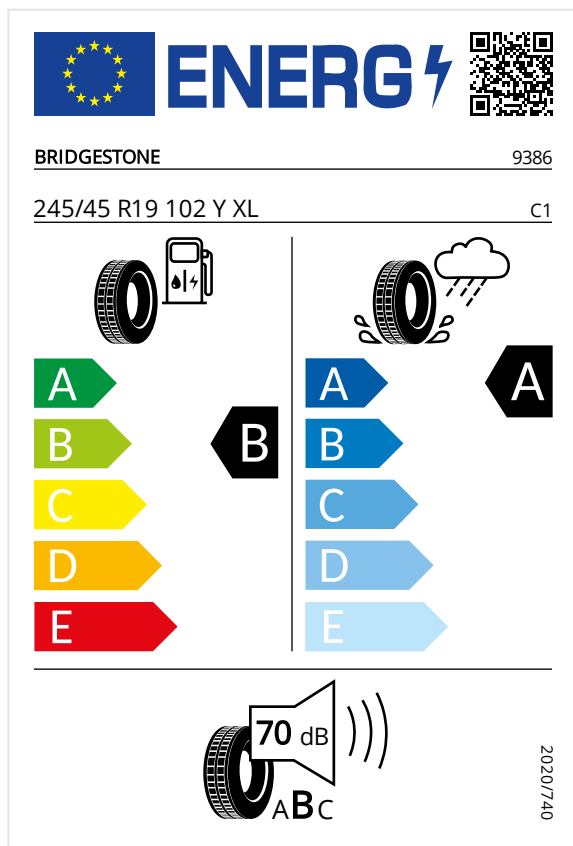 ENERG
BRIDGESTONE 9386
245/45 R19 102 Y XL C1
A A A
B B B
C C
D D
E E
70 dB
ABC
2020/740